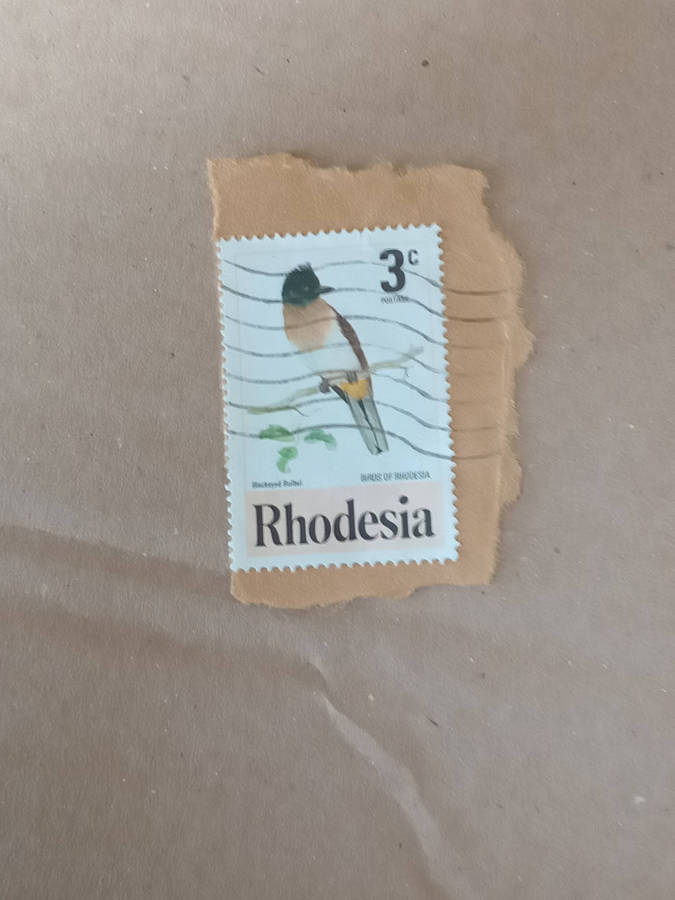 3c
POSTAGE
Blackeyed Bulbul
BIRDS OF RHODESIA
Rhodesia